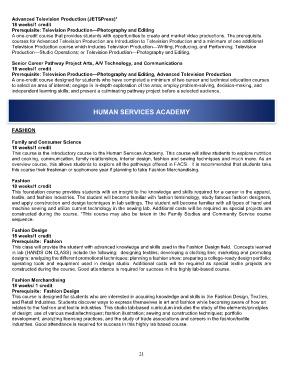 Advanced Television Production (JETSPress)*
18 weeks/1 credit
Prerequisite: Television Production—Photography and Editing
A one-credit course that provides students with opportunities to create and market video productions. The prerequisite
courses for Advanced Television Production are Introduction to Television Production and a minimum of one additional
Television Production course which includes Television Production—Writing, Producing, and Performing, Television
Production—Studio Operations; or Television Production—Photography and Editing.
Senior Career Pathway Project Arts, A/V Technology, and Communications
18 weeks/1 credit
Prerequisite: Television Production—Photography and Editing, Advanced Television Production
A one-credit course designed for students who have completed a minimum of two career and technical education courses
to select an area of interest; engage in in-depth exploration of the area; employ problem-solving, decision-making, and
independent learning skills; and present a culminating pathway project before a selected audience.
HUMAN SERVICES ACADEMY
FASHION
Family and Consumer Science
18 weeks/1 credit
This course is the introductory course to the Human Services Academy. This course will allow students to explore nutrition
and cooking, communication, family relationships, interior design, fashion and sewing techniques and much more. As an
overview course, this allows students to explore all the pathways offered in FACS. It is recommended that students take
this course their freshman or sophomore year if planning to take Fashion Merchandising.
Fashion
18 weeks/1 credit
This foundation course provides students with an insight to the knowledge and skills required for a career in the apparel,
textile, and fashion industries. The student will become familiar with fashion terminology, study famous fashion designers,
and apply construction and design techniques in lab settings. The student will become familiar with all types of hand and
machine sewing and utilize current technology in the sewing lab. Additional costs will be required as special projects are
constructed during the course. *This course may also be taken in the Family Studies and Community Service course
sequence.
Fashion Design
18 weeks/1 credit
Prerequisite: Fashion
This class will provide the student with advanced knowledge and skills used in the Fashion Design field. Concepts learned
in lab (HANDS ON CLASS) include the following: designing textiles; developing a clothing line; marketing and promoting
designs; analyzing the different occupational techniques; planning a fashion show; preparing a college-ready design portfolio;
operating tools and equipment used in design studio. Additional costs will be required as special studio projects are
constructed during the course. Good attendance is required for success in this highly lab-based course.
Fashion Merchandising
18 weeks/ 1 credit
Prerequisite: Fashion Design
This course is designed for students who are interested in acquiring knowledge and skills in the Fashion Design, Textiles,
and Retail Industries. Students discover ways to express themselves in art and fashion while becoming aware of how art
relates to the fashion and textile industries. This studio lab-based curriculum includes the study of the elements/principles
of design; use of various media/techniques; fashion illustration; sewing and construction techniques; portfolio
development; analyzing licensing practices, and the study of trade associations and careers in the fashion/textile
industries. Good attendance is required for success in this highly lab based course.
21